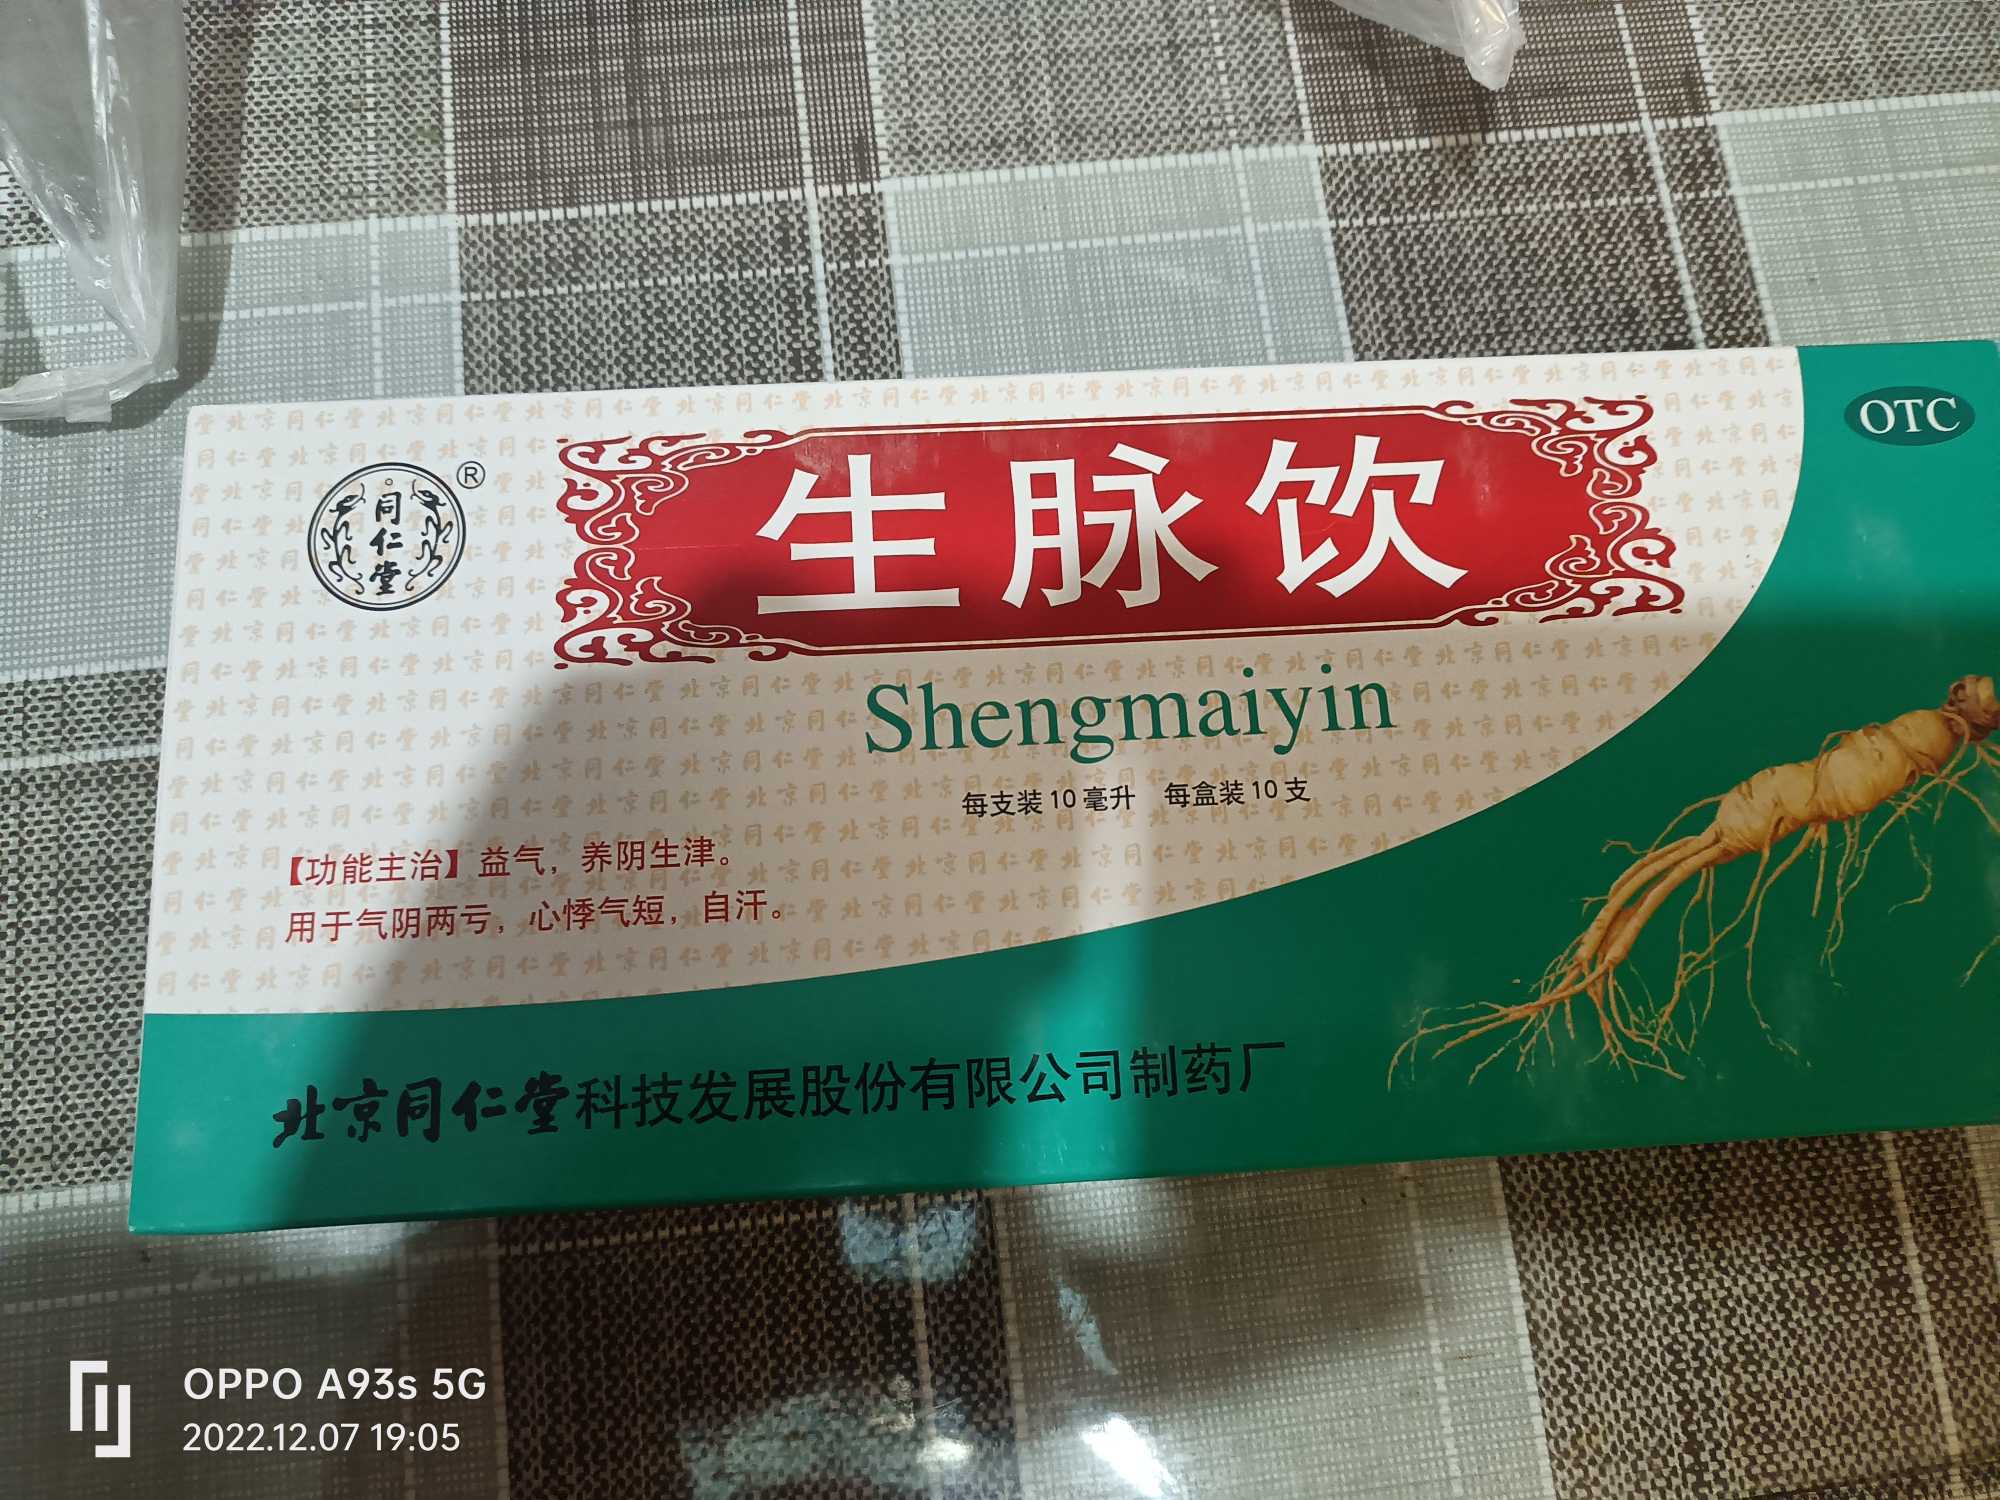 OTC
同仁堂
®
生脉饮
Shengmaiyin
每支装10毫升 每盒装10支
【功能主治】益气，养阴生津。
用于气阴两亏，心悸气短，自汗。
北京同仁堂科技发展股份有限公司制药厂
OPPO A93s 5G
2022.12.07 19:05